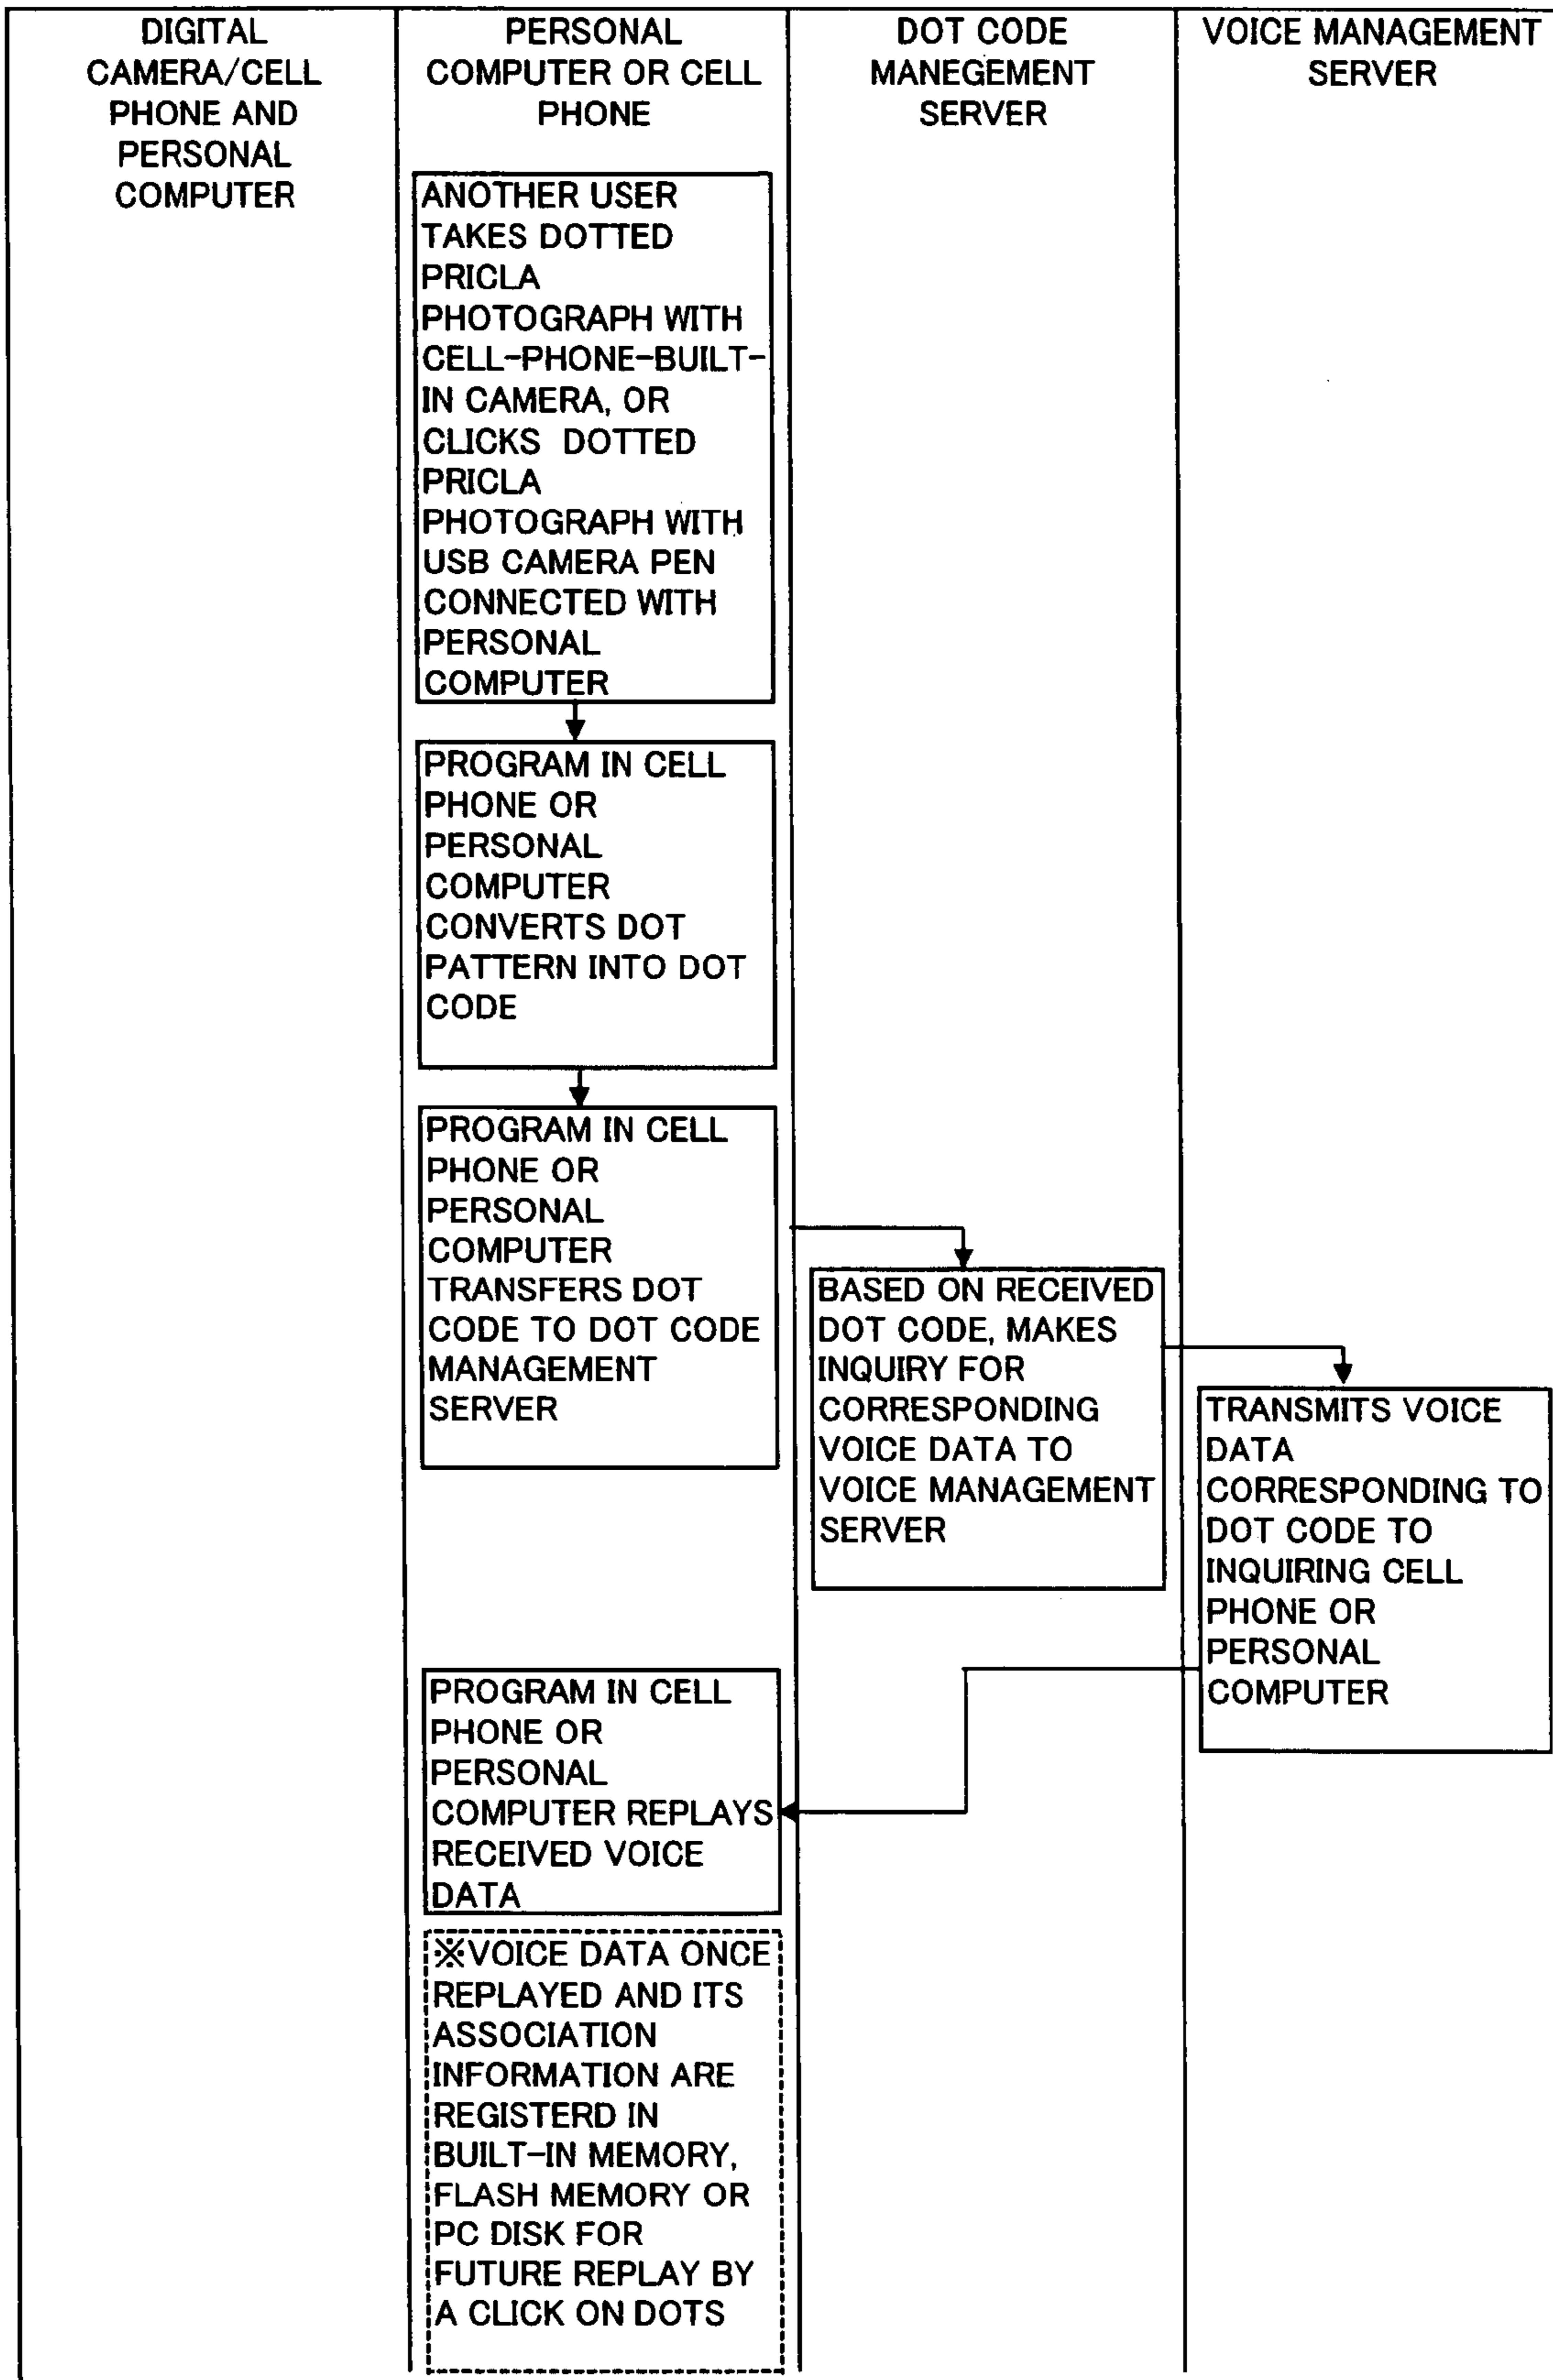 DIGITAL
CAMERA/CELL
PHONE AND
PERSONAL
COMPUTER
PERSONAL
COMPUTER OR CELL
PHONE
DOT CODE
MANEGEMENT
SERVER
VOICE MANAGEMENT
SERVER
ANOTHER USER
TAKES DOTTED
PRICLA
PHOTOGRAPH WITH
CELL-PHONE-BUILT-
IN CAMERA, OR
CLICKS DOTTED
PRICLA
PHOTOGRAPH WITH
USB CAMERA PEN
CONNECTED WITH
PERSONAL
COMPUTER
PROGRAM IN CELL
PHONE OR
PERSONAL
COMPUTER
CONVERTS DOT
PATTERN INTO DOT
CODE
PROGRAM IN CELL
PHONE OR
PERSONAL
COMPUTER
TRANSFERS DOT
CODE TO DOT CODE
MANAGEMENT
SERVER
BASED ON RECEIVED
DOT CODE, MAKES
INQUIRY FOR
CORRESPONDING
VOICE DATA TO
VOICE MANAGEMENT
SERVER
TRANSMITS VOICE
DATA
CORRESPONDING TO
DOT CODE TO
INQUIRING CELL
PHONE OR
PERSONAL
COMPUTER
PROGRAM IN CELL
PHONE OR
PERSONAL
COMPUTER REPLAYS
RECEIVED VOICE
DATA
※VOICE DATA ONCE
REPLAYED AND ITS
ASSOCIATION
INFORMATION ARE
REGISTERD IN
BUILT-IN MEMORY,
FLASH MEMORY OR
PC DISK FOR
FUTURE REPLAY BY
A CLICK ON DOTS